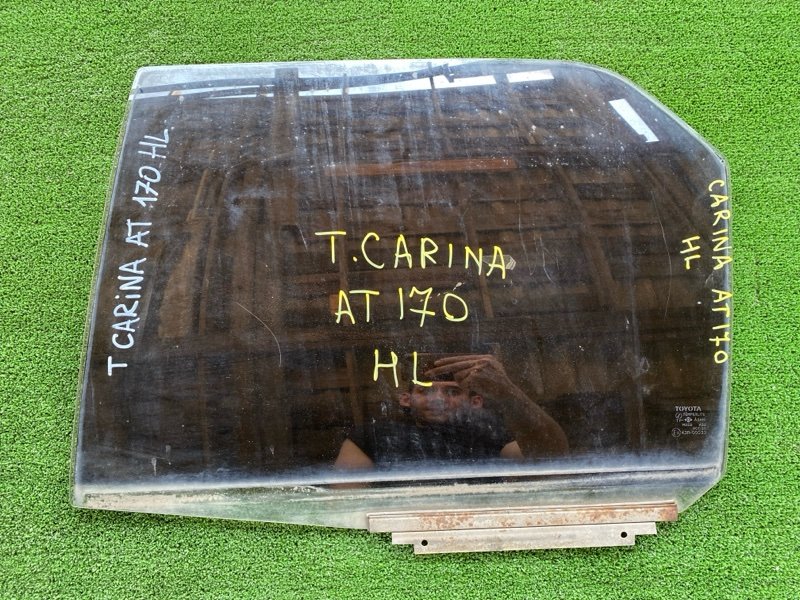 T CARINA AT 170 HL
T. CARINA
AT 170
HL
CARINA AT170
HL
TOYOTA